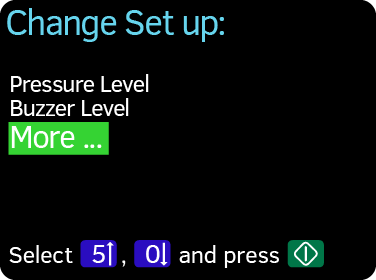 Change Set up:
Pressure Level
Buzzer Level
More ...
Select 5↑, 0↓ and press